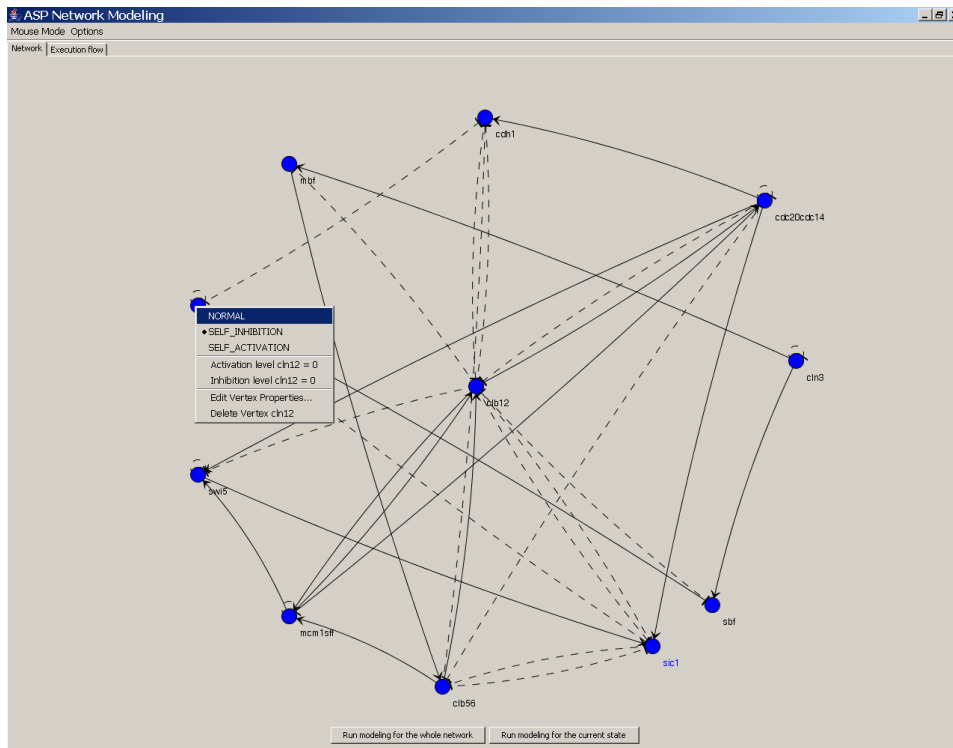 ASP Network Modeling
Mouse Mode Options
Network Execution flow
cdh1
mbf
cdc20cdc14
NORMAL
SELF_INHIBITION
SELF_ACTIVATION
Activation level cln12 = 0
Inhibition level cln12 = 0
Edit Vertex Properties...
Delete Vertex cln12
cln3
clb12
swi5
sbf
mcm1sff
sic1
clb56
Run modeling for the whole network Run modeling for the current state